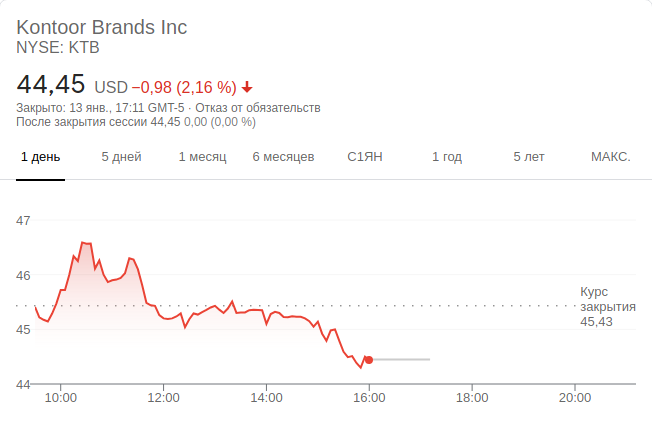 Kontoor Brands Inc
NYSE: KTB
44,45 USD −0,98 (2,16 %)
Закрыто: 13 янв., 17:11 GMT-5 · Отказ от обязательств
После закрытия сессии 44,45 0,00 (0,00 %)
1 день 5 дней 1 месяц 6 месяцев С1ЯН 1 год 5 лет МАКС.
47
46
Курс
закрытия
45,43
45
44
10:00 12:00 14:00 16:00 18:00 20:00